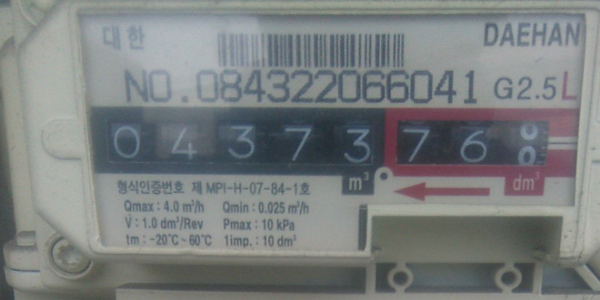 대한 DAEHAN
NO.084322066041 G2.5L
04373 76
m³ dm³
형식인증번호 제 MPI-H-07-84-1호
Qmax : 4.0 m³/h Qmin : 0.025 m³/h
V : 1.0 dm³/Rev Pmax : 10 kPa
tm : -20°C ~ 60°C 1imp. : 10 dm³